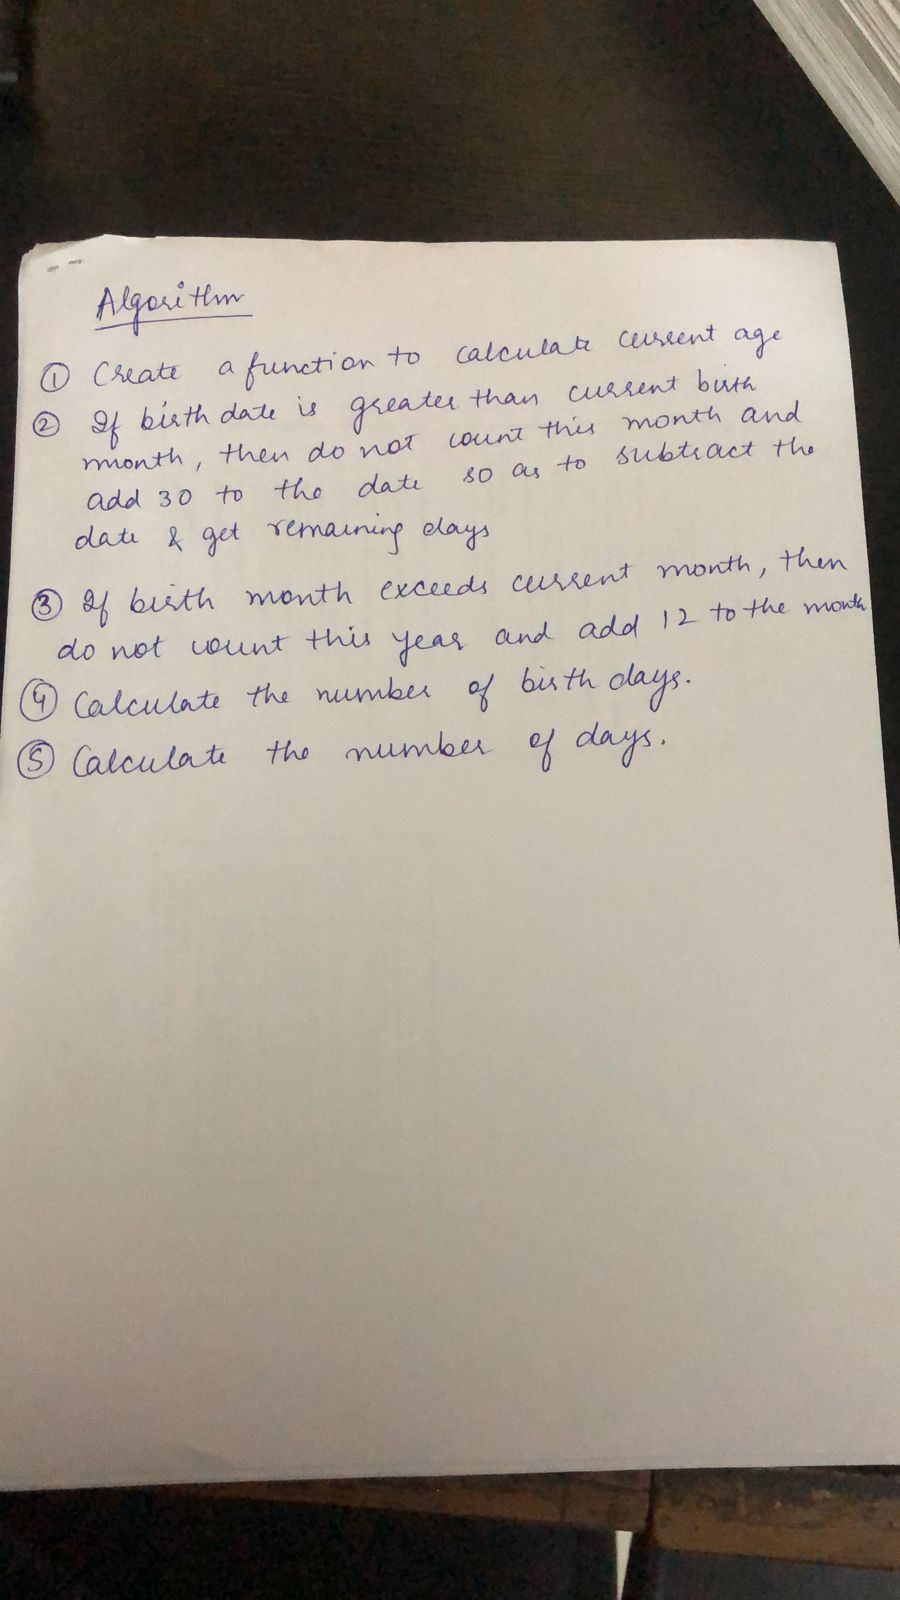 Algorithm
① Create a function to calculate current age
② If birth date is greater than current birth
month, then do not count this month and
add 30 to the date so as to subtract the
date & get remaining days
③ If birth month exceeds current month, then
do not count this year and add 12 to the month
④ Calculate the number of birth days.
⑤ Calculate the number of days.